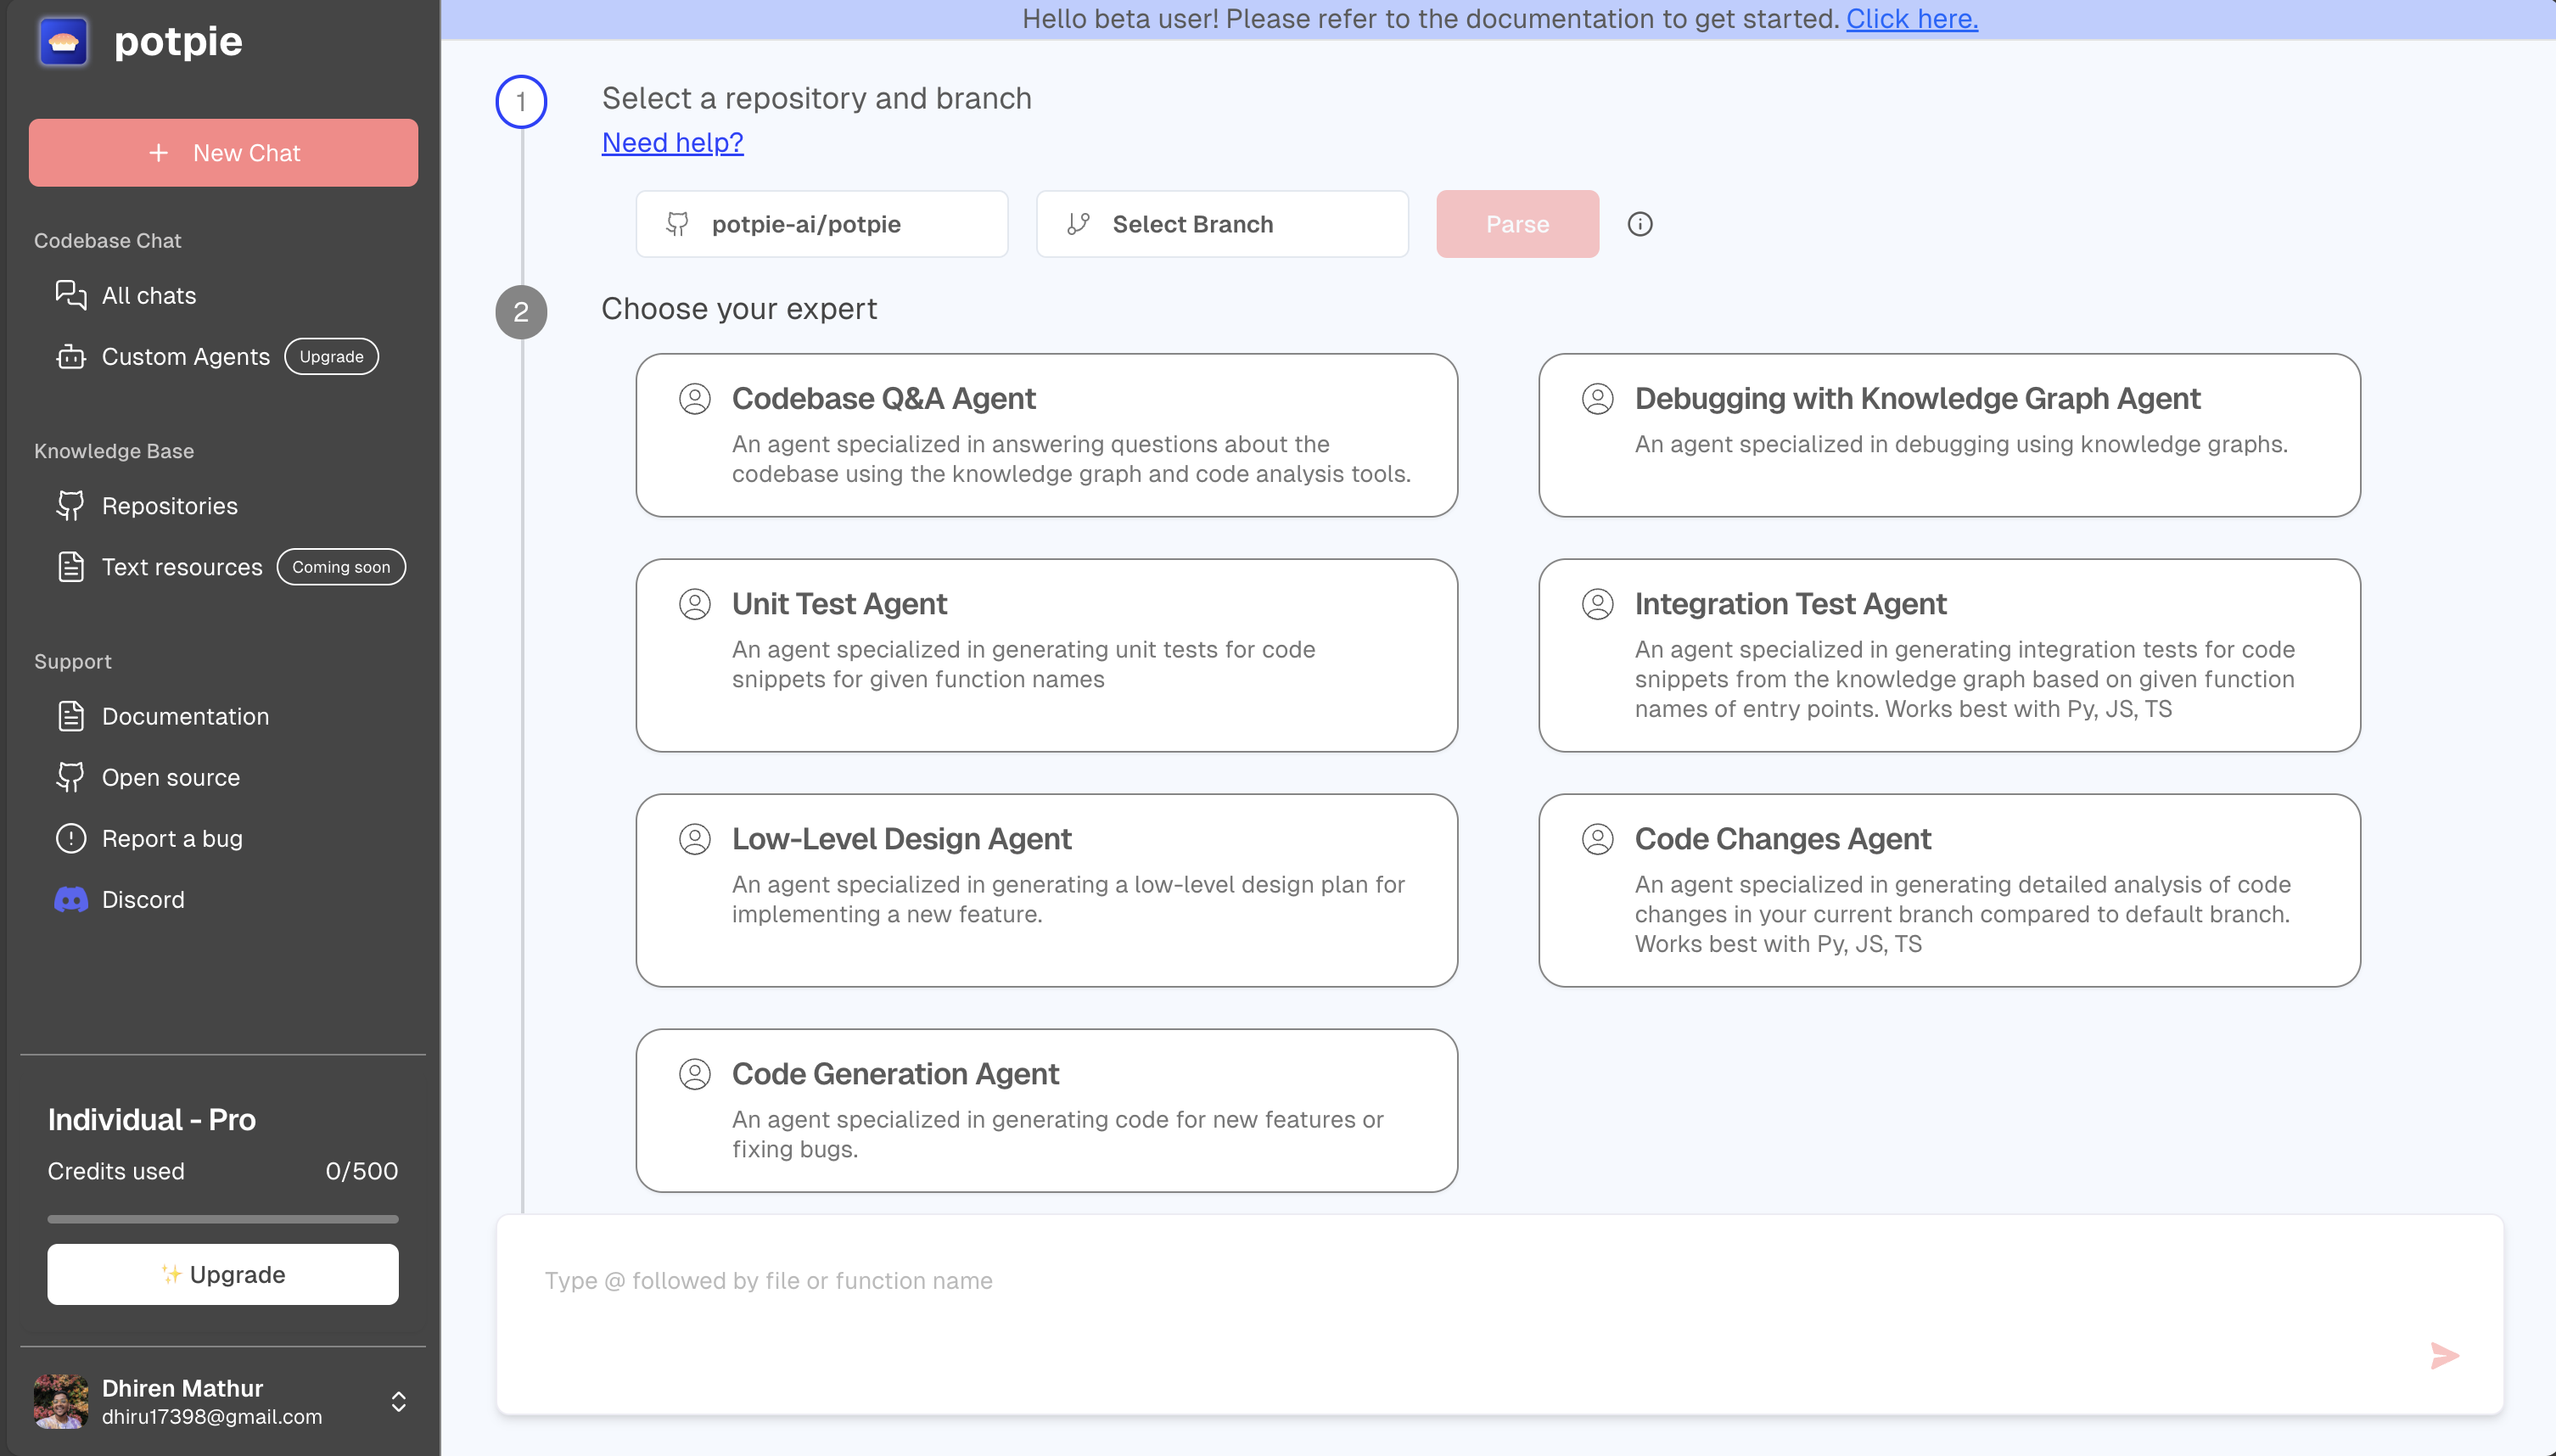 potpie
+ New Chat
Codebase Chat
All chats
Custom Agents Upgrade
Knowledge Base
Repositories
Text resources Coming soon
Support
Documentation
Open source
Report a bug
Discord
Individual - Pro
Credits used 0/500
✨ Upgrade
Dhiren Mathur
dhiru17398@gmail.com
Hello beta user! Please refer to the documentation to get started. Click here.
1 Select a repository and branch
Need help?
potpie-ai/potpie Select Branch Parse
2 Choose your expert
Codebase Q&A Agent
An agent specialized in answering questions about the
codebase using the knowledge graph and code analysis tools.
Debugging with Knowledge Graph Agent
An agent specialized in debugging using knowledge graphs.
Unit Test Agent
An agent specialized in generating unit tests for code
snippets for given function names
Integration Test Agent
An agent specialized in generating integration tests for code
snippets from the knowledge graph based on given function
names of entry points. Works best with Py, JS, TS
Low-Level Design Agent
An agent specialized in generating a low-level design plan for
implementing a new feature.
Code Changes Agent
An agent specialized in generating detailed analysis of code
changes in your current branch compared to default branch.
Works best with Py, JS, TS
Code Generation Agent
An agent specialized in generating code for new features or
fixing bugs.
Type @ followed by file or function name